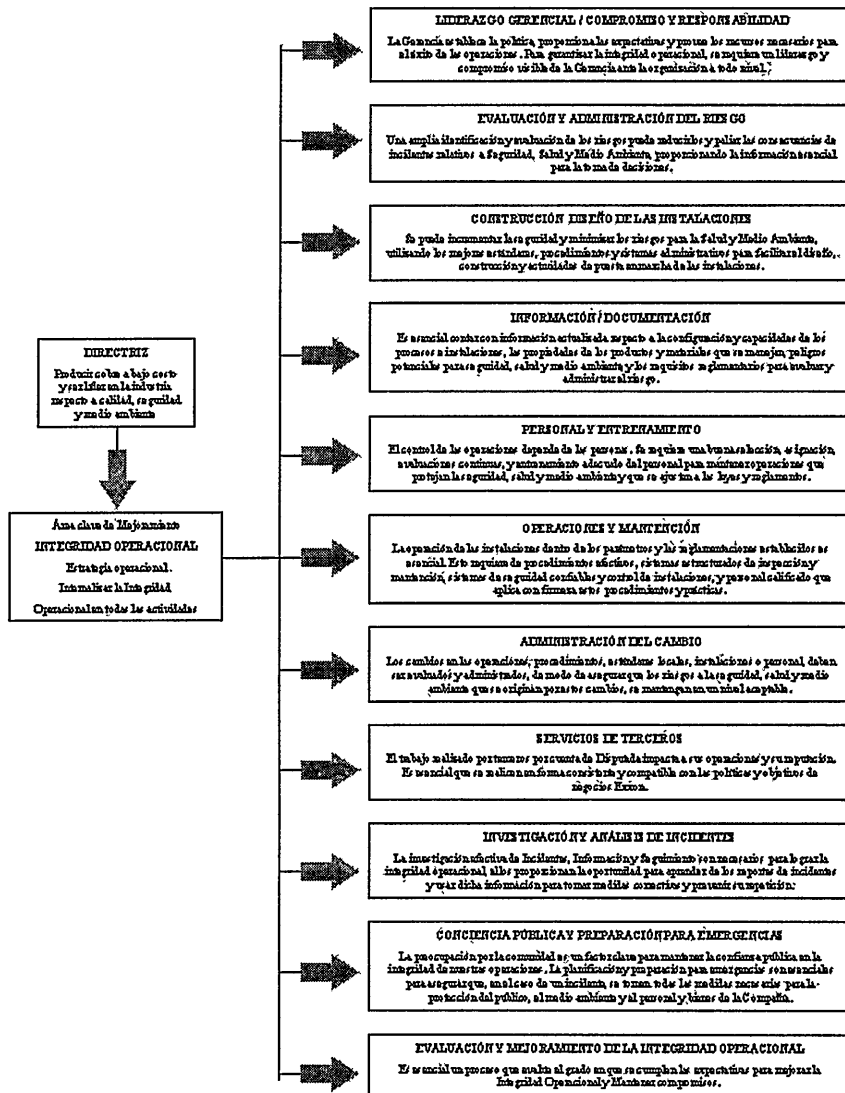 LIDERAZGO GERENCIAL / COMPROMISO Y RESPONSABILIDAD
La Gerencia establece la política, proporciona las expectativas y provee los recursos necesarios para
el éxito de las operaciones. Para garantizar la integridad operacional, se requiere un liderazgo y
compromiso visible de la Gerencia ante la organización a todo nivel.
EVALUACIÓN Y ADMINISTRACIÓN DEL RIESGO
Una amplia identificación y evaluación de los riesgos puede reducirlos y paliar las consecuencias de
incidentes relativos a Seguridad, Salud y Medio Ambiente, proporcionando la información esencial
para la toma de decisiones.
CONSTRUCCIÓN DISEÑO DE LAS INSTALACIONES
Se puede incrementar la seguridad y minimizar los riesgos para la Salud y Medio Ambiente,
utilizando los mejores estándares, procedimientos y sistemas administrativos para facilitar el diseño,
construcción y actividades de puesta en marcha de las instalaciones.
INFORMACIÓN / DOCUMENTACIÓN
Es esencial contar con información actualizada respecto a la configuración y capacidades de los
procesos e instalaciones, las propiedades de los productos y materiales que se manejan, peligros
potenciales para seguridad, salud y medio ambiente y los requisitos reglamentarios para evaluar y
administrar el riesgo.
DIRECTRIZ
Producir cobre a bajo costo
y ser líder en la industria
respecto a calidad, seguridad
y medio ambiente
PERSONAL Y ENTRENAMIENTO
El control de las operaciones depende de las personas. Se requiere una buena selección, asignación,
evaluaciones continuas, y entrenamiento adecuado del personal para mantener operaciones que
protejan la seguridad, salud y medio ambiente y que se ajusten a las leyes y reglamentos.
Área clave de Mejoramiento
INTEGRIDAD OPERACIONAL
Estrategia operacional.
Internalizar la Integridad
Operacional en todas las actividades
OPERACIONES Y MANTENCIÓN
La operación de las instalaciones dentro de los parámetros y las reglamentaciones establecidos es
esencial. Esto requiere de procedimientos efectivos, sistemas estructurados de inspección y
mantención, sistemas de seguridad confiables y control de instalaciones, y personal calificado que
aplica con firmeza estos procedimientos y prácticas.
ADMINISTRACIÓN DEL CAMBIO
Los cambios en las operaciones, procedimientos, estándares locales, instalaciones o personal, deben
ser evaluados y administrados, de modo de asegurar que los riesgos a la seguridad, salud y medio
ambiente que se originan por estos cambios, se mantengan en un nivel aceptable.
SERVICIOS DE TERCEROS
El trabajo realizado por terceros por cuenta de Disputada impacta a sus operaciones y su reputación.
Es esencial que se realice en forma consistente y compatible con las políticas y objetivos de
negocios Exxon.
INVESTIGACIÓN Y ANÁLISIS DE INCIDENTES
La investigación efectiva de Incidentes, Información y Seguimiento son necesarios para lograr la
integridad operacional, ellos proporcionan la oportunidad para aprender de los reportes de incidentes
y usar dicha información para tomar medidas correctivas y prevenir su repetición.
CONCIENCIA PÚBLICA Y PREPARACIÓN PARA EMERGENCIAS
La preocupación por la comunidad es un factor clave para mantener la confianza pública en la
integridad de nuestras operaciones. La planificación y preparación para emergencias son esenciales
para asegurar que, en el caso de un incidente, se tomen todas las medidas necesarias para la
protección del público, el medio ambiente y al personal y bienes de la Compañía.
EVALUACIÓN Y MEJORAMIENTO DE LA INTEGRIDAD OPERACIONAL
Es esencial un proceso que evalúe el grado en que se cumplen las expectativas para mejorar la
Integridad Operacional y Mantener compromisos.